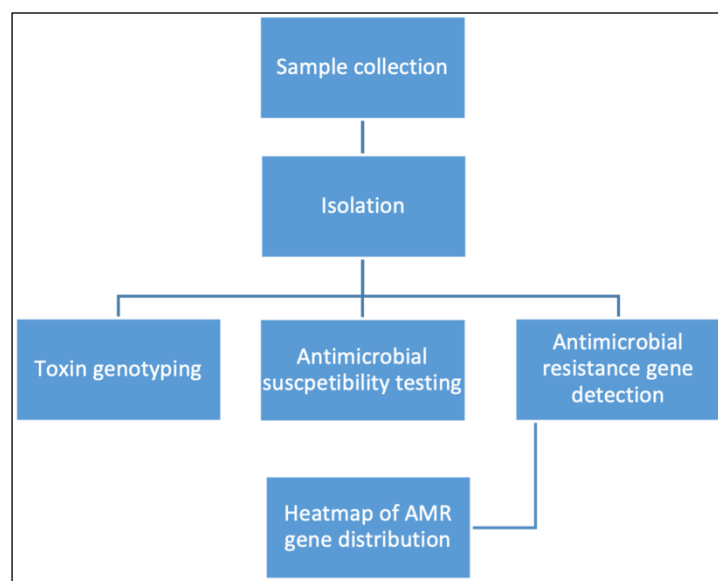 Sample collection
Isolation
Toxin genotyping
Antimicrobial
suscpetibility testing
Antimicrobial
resistance gene
detection
Heatmap of AMR
gene distribution